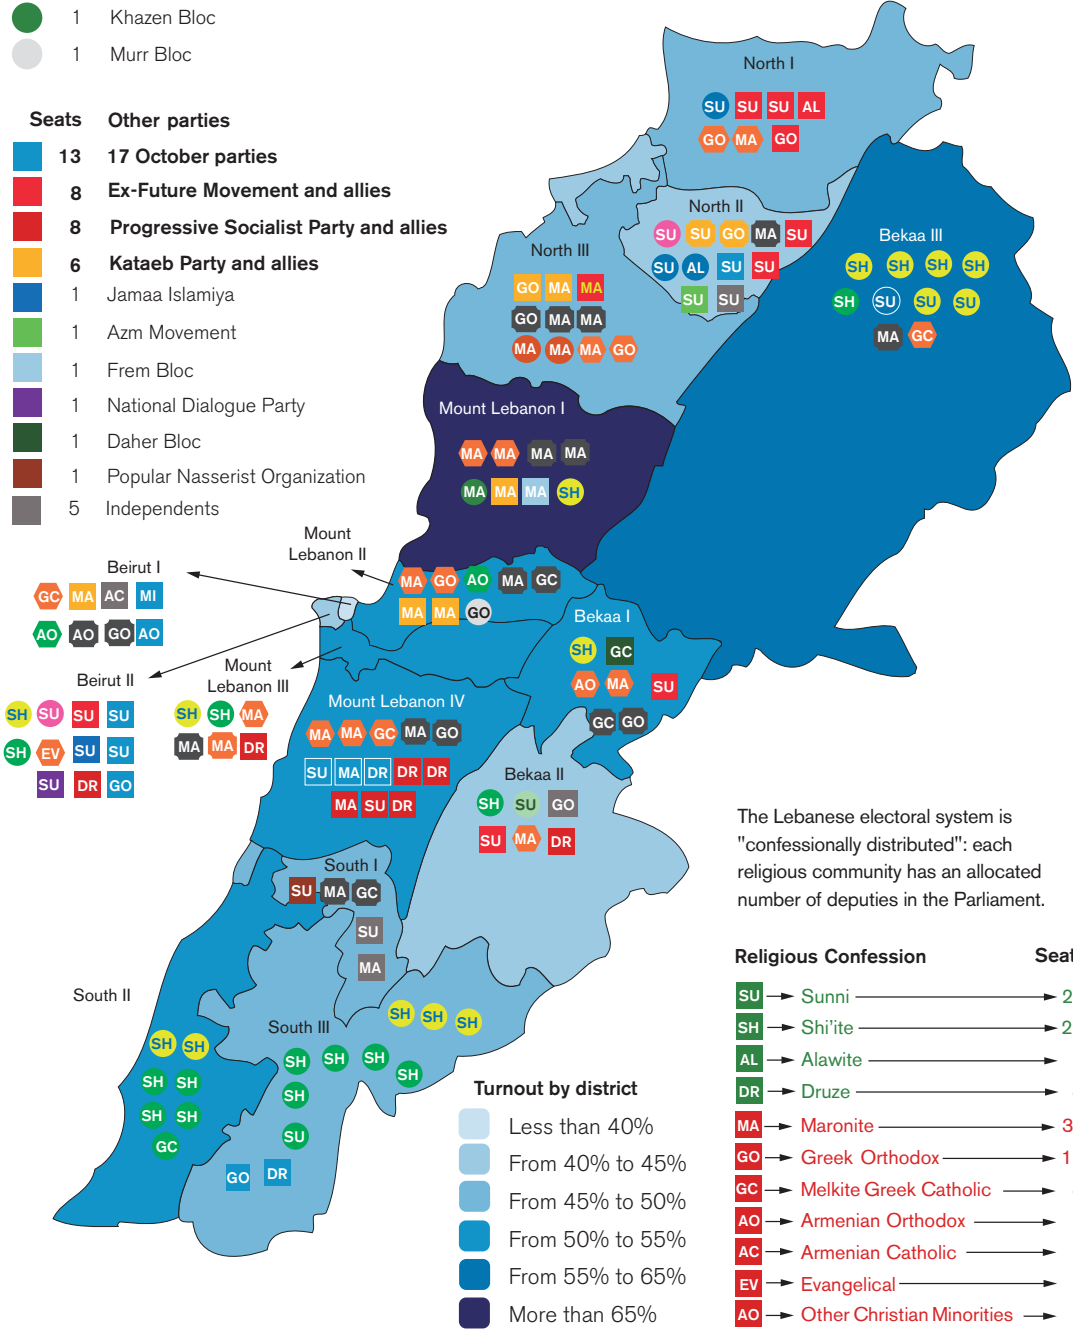 1 Khazen Bloc
1 Murr Bloc
Seats Other parties
13 17 October parties
8 Ex-Future Movement and allies
8 Progressive Socialist Party and allies
6 Kataeb Party and allies
1 Jamaa Islamiya
1 Azm Movement
1 Frem Bloc
1 National Dialogue Party
1 Daher Bloc
1 Popular Nasserist Organization
5 Independents
North I
SU SU SU AL
GO MA GO
North II
SU SU GO MA SU
SU AL SU SU
SU SU
North III
GO MA MA
GO MA MA
MA MA MA GO
Bekaa III
SH SH SH SH
SH SU SU SU
MA GC
Mount Lebanon I
MA MA MA MA
MA MA MA SH
Mount
Lebanon II
MA GO AO MA GC
MA MA GO
Beirut I
GC MA AC MI
AO AO GO AO
Beirut II
SH SU SU SU
SH EV SU SU
SU DR GO
Mount
Lebanon III
SH SH MA
MA MA DR
Bekaa I
SH GC
AO MA SU
GC GO
Mount Lebanon IV
MA MA GC MA GO
SU MA DR DR DR
MA SU DR
Bekaa II
SH SU GO
SU MA DR
South I
SU MA GC
SU
MA
South II
SH SH
SH SH
SH SH
GC
South III
SH SH SH
SH SH SH SH
SH
SU
GO DR
The Lebanese electoral system is
"confessionally distributed": each
religious community has an allocated
number of deputies in the Parliament.
Religious Confession Seat
SU Sunni 2
SH Shi'ite 2
AL Alawite
DR Druze
MA Maronite 3
GO Greek Orthodox 1
GC Melkite Greek Catholic
AO Armenian Orthodox
AC Armenian Catholic
EV Evangelical
AO Other Christian Minorities
Turnout by district
Less than 40%
From 40% to 45%
From 45% to 50%
From 50% to 55%
From 55% to 65%
More than 65%